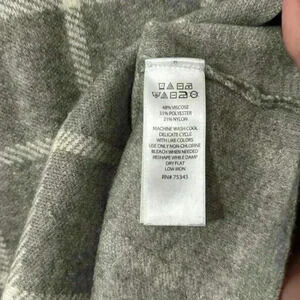 48% VISCOSE
31% POLYESTER
21% NYLON
MACHINE WASH COOL
DELICATE CYCLE
WITH LIKE COLORS
USE ONLY NON-CHLORINE
BLEACH WHEN NEEDED
RESHAPE WHILE DAMP
DRY FLAT
LOW IRON
RN# 75343